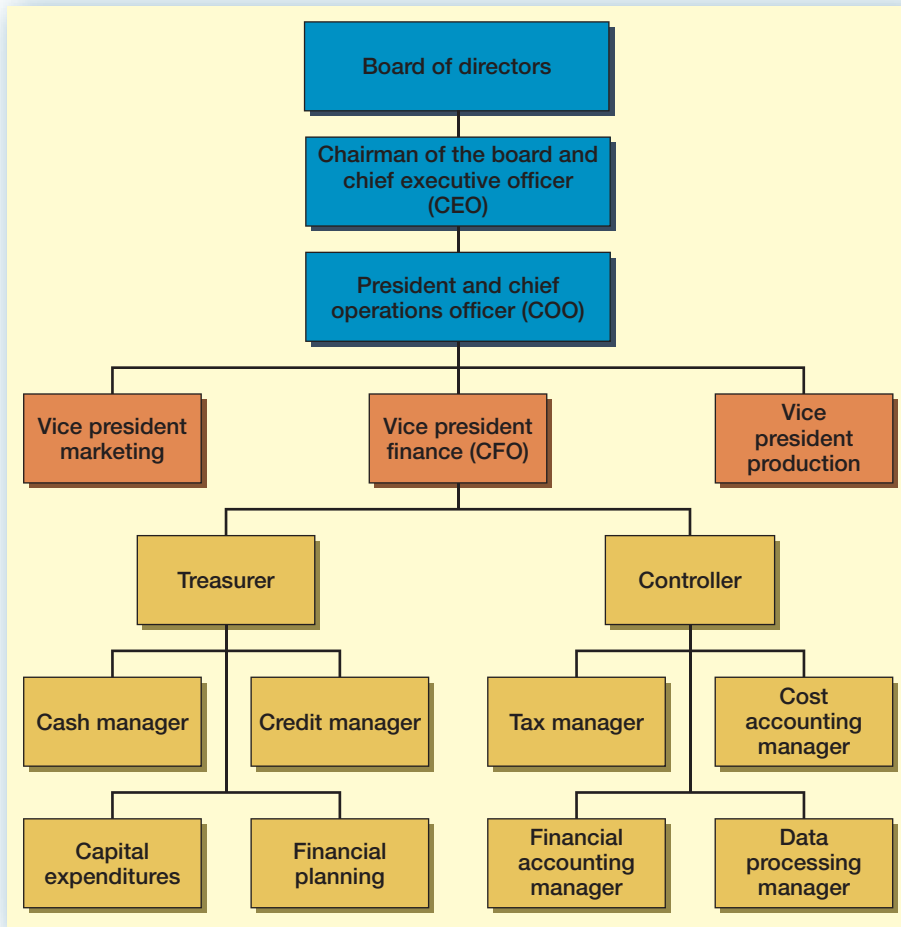 Board of directors
Chairman of the board and
chief executive officer
(CEO)
President and chief
operations officer (COO)
Vice president
marketing
Vice president
finance (CFO)
Vice
president
production
Treasurer
Controller
Cash manager
Credit manager
Tax manager
Cost
accounting
manager
Capital
expenditures
Financial
planning
Financial
accounting
manager
Data
processing
manager